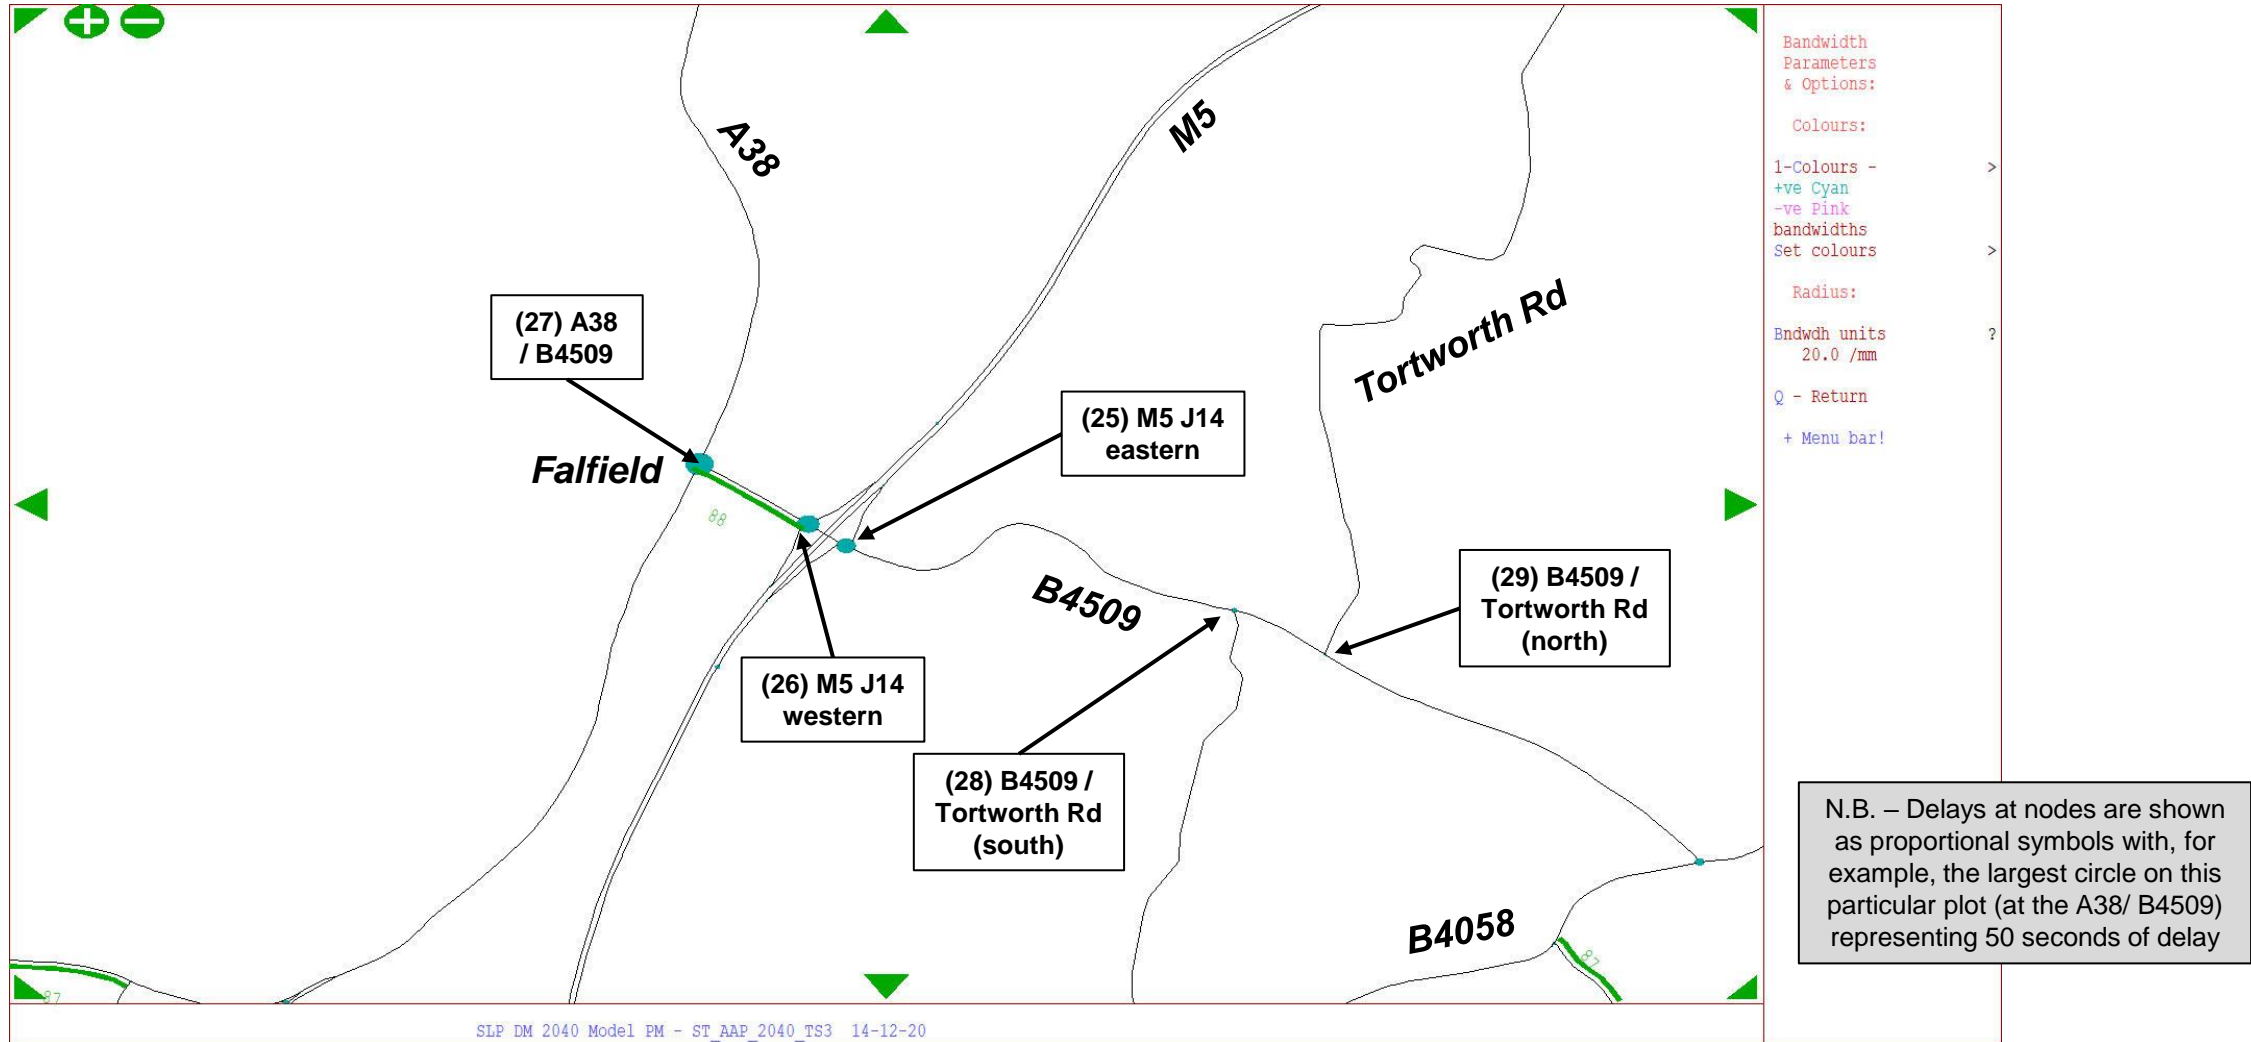 A38
M5
Tortworth Rd
(27) A38
/ B4509
(25) M5 J14
eastern
Falfield
88
B4509
(29) B4509 /
Tortworth Rd
(north)
(26) M5 J14
western
(28) B4509 /
Tortworth Rd
(south)
B4058
87
87
SLP DM 2040 Model PM - ST_AAP_2040_TS3 14-12-20
Bandwidth
Parameters
& Options:
Colours:
1-Colours - >
+ve Cyan
-ve Pink
bandwidths
Set colours >
Radius:
Bndwdh units ?
20.0 /mm
Q - Return
+ Menu bar!
N.B. – Delays at nodes are shown
as proportional symbols with, for
example, the largest circle on this
particular plot (at the A38/ B4509)
representing 50 seconds of delay